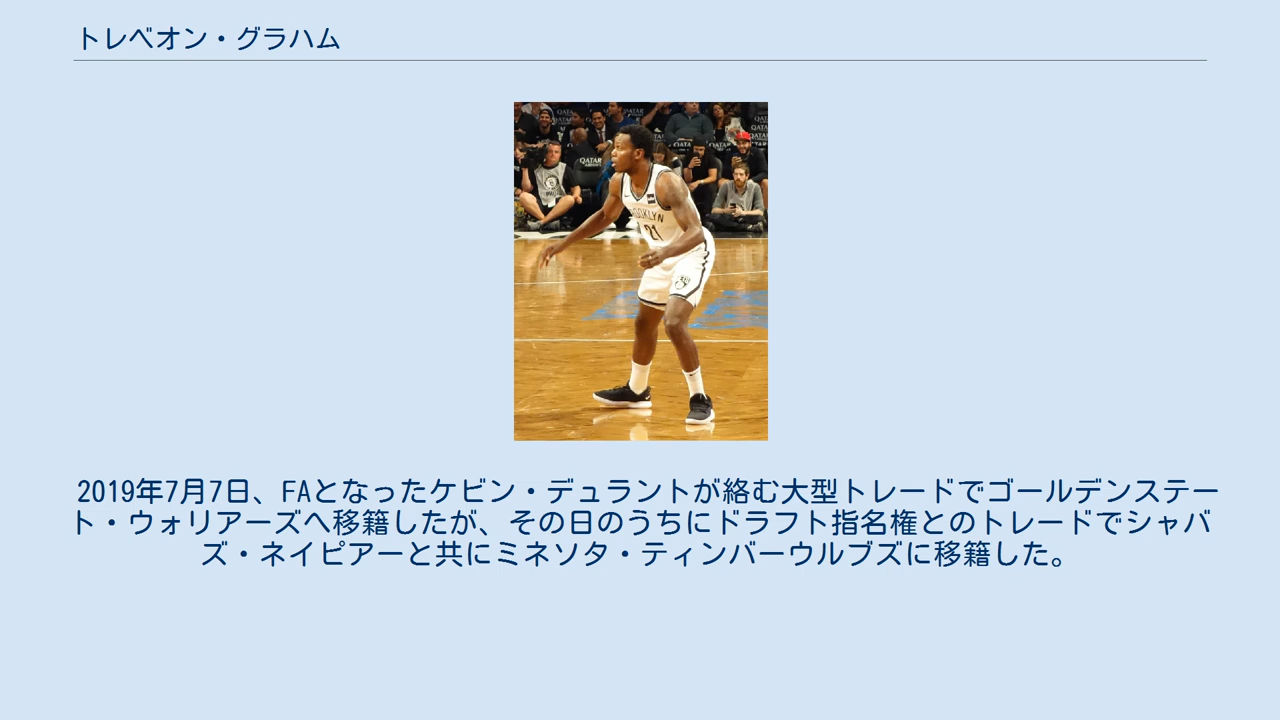 トレベオン・グラハム
QATAR
QATAR
QATAR
QATAR
BROOKLYN
21
2019年7月7日、FAとなったケビン・デュラントが絡む大型トレードでゴールデンステー
ト・ウォリアーズへ移籍したが、その日のうちにドラフト指名権とのトレードでシャバ
ズ・ネイピアーと共にミネソタ・ティンバーウルブズに移籍した。